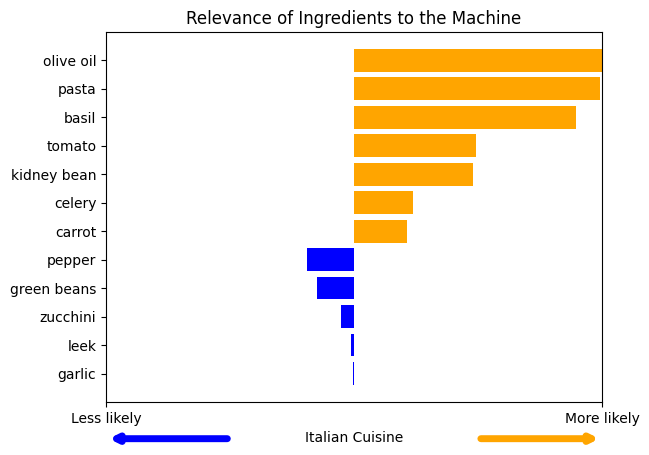 Relevance of Ingredients to the Machine
olive oil
pasta
basil
tomato
kidney bean
celery
carrot
pepper
green beans
zucchini
leek
garlic
Less likely
More likely
Italian Cuisine